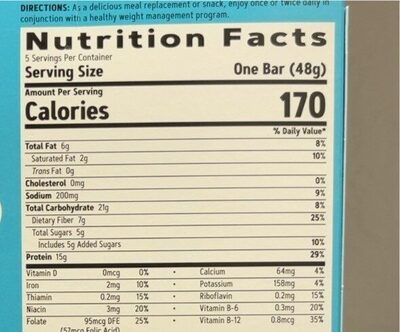 DIRECTIONS: As a delicious meal replacement or snack, enjoy once or twice daily in
conjunction with a healthy weight management program.
Nutrition Facts
5 Servings Per Container
Serving Size One Bar (48g)
Amount Per Serving
Calories 170
% Daily Value*
Total Fat 6g 8%
Saturated Fat 2g 10%
Trans Fat 0g
Cholesterol 0mg 0%
Sodium 200mg 9%
Total Carbohydrate 21g 8%
Dietary Fiber 7g 25%
Total Sugars 5g
Includes 5g Added Sugars 10%
Protein 15g 29%
Vitamin D 0mcg 0% • Calcium 64mg 4%
Iron 2mg 10% • Potassium 158mg 4%
Thiamin 0.2mg 15% • Riboflavin 0.2mg 15%
Niacin 3mg 20% • Vitamin B-6 0.3mg 20%
Folate 95mcg DFE 25% • Vitamin B-12 0.8mcg 35%
(57mcg Folic Acid)